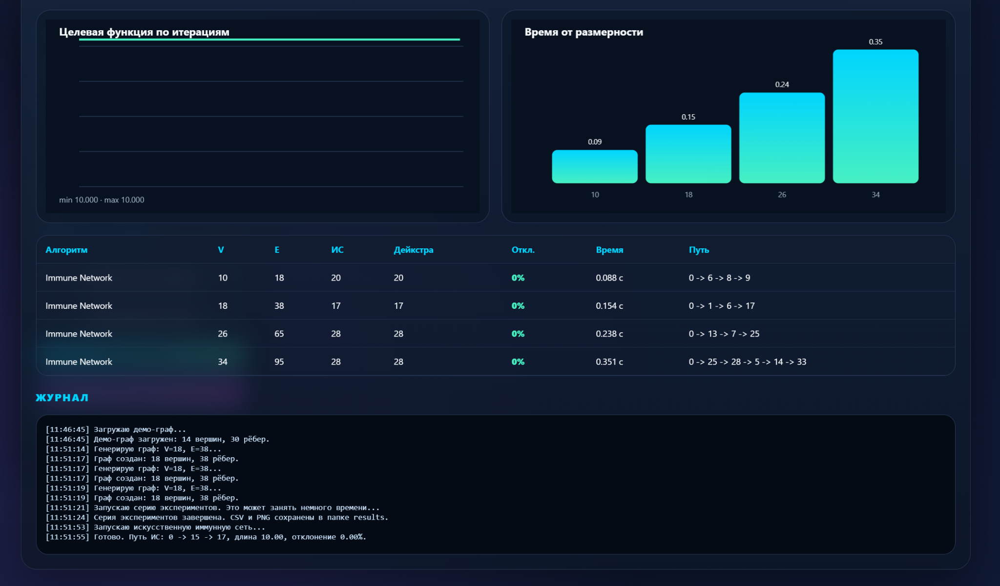 Целевая функция по итерациям
min 10.000 · max 10.000
Время от размерности
0.09 0.15 0.24 0.35
10 18 26 34
Алгоритм V E ИС Дейкстра Откл. Время Путь
Immune Network 10 18 20 20 0% 0.088 с 0 -> 6 -> 8 -> 9
Immune Network 18 38 17 17 0% 0.154 с 0 -> 1 -> 6 -> 17
Immune Network 26 65 28 28 0% 0.238 с 0 -> 13 -> 7 -> 25
Immune Network 34 95 28 28 0% 0.351 с 0 -> 25 -> 28 -> 5 -> 14 -> 33
ЖУРНАЛ
[11:46:45] Загружаю демо-граф...
[11:46:45] Демо-граф загружен: 14 вершин, 30 рёбер.
[11:51:14] Генерирую граф: V=18, E=38...
[11:51:17] Граф создан: 18 вершин, 38 рёбер.
[11:51:17] Генерирую граф: V=18, E=38...
[11:51:17] Граф создан: 18 вершин, 38 рёбер.
[11:51:19] Генерирую граф: V=18, E=38...
[11:51:19] Граф создан: 18 вершин, 38 рёбер.
[11:51:21] Запускаю серию экспериментов. Это может занять немного времени...
[11:51:24] Серия экспериментов завершена. CSV и PNG сохранены в папке results.
[11:51:53] Запускаю искусственную иммунную сеть...
[11:51:55] Готово. Путь ИС: 0 -> 15 -> 17, длина 10.00, отклонение 0.00%.